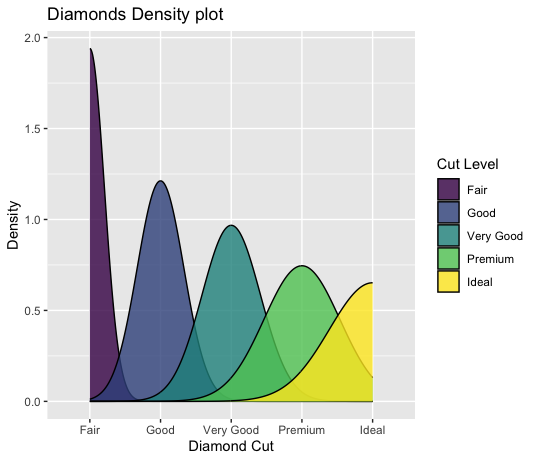 Diamonds Density plot
2.0
1.5
1.0
0.5
0.0
Density
Fair Good Very Good Premium Ideal
Diamond Cut
Cut Level
Fair
Good
Very Good
Premium
Ideal